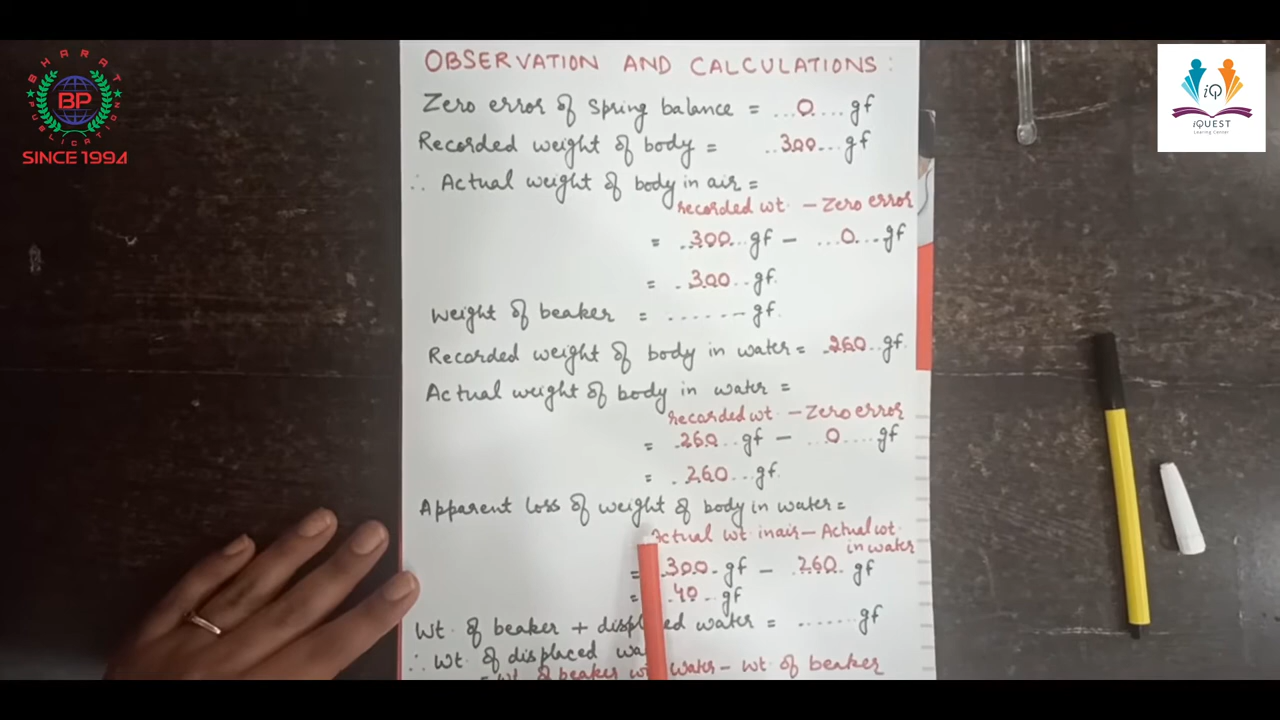 BHARAT
BP
PUBLICATION
SINCE 1994
iQ
iQUEST
Learing Center
OBSERVATION AND CALCULATIONS:
Zero error of spring balance = ...0.... gf
Recorded weight of body = ..300... gf
∴ Actual weight of body in air =
recorded wt - Zero error
= .300... gf - ...0.... gf
= .300.. gf.
Weight of beaker = ....... gf.
Recorded weight of body in water = .260.. gf.
Actual weight of body in water =
recorded wt - Zero error
= .260.. gf - ..0.... gf
= .260... gf.
Apparent loss of weight of body in water =
Actual wt in air - Actual wt.
in water
= .300.. gf - .260.. gf
= .40.. gf
Wt. of beaker + displaced water = ...... gf
∴ Wt. of displaced
= wt. of beaker water - wt of beaker